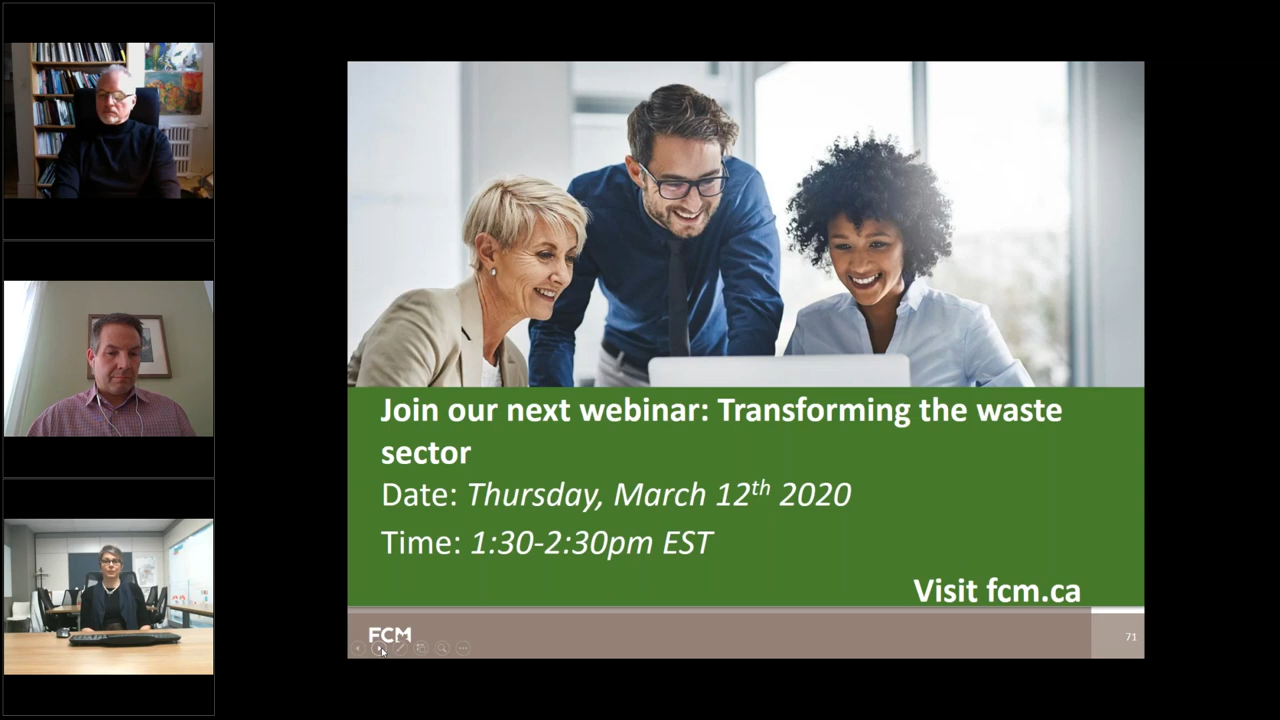 Join our next webinar: Transforming the waste
sector
Date: Thursday, March 12th 2020
Time: 1:30-2:30pm EST
Visit fcm.ca
FCM
71